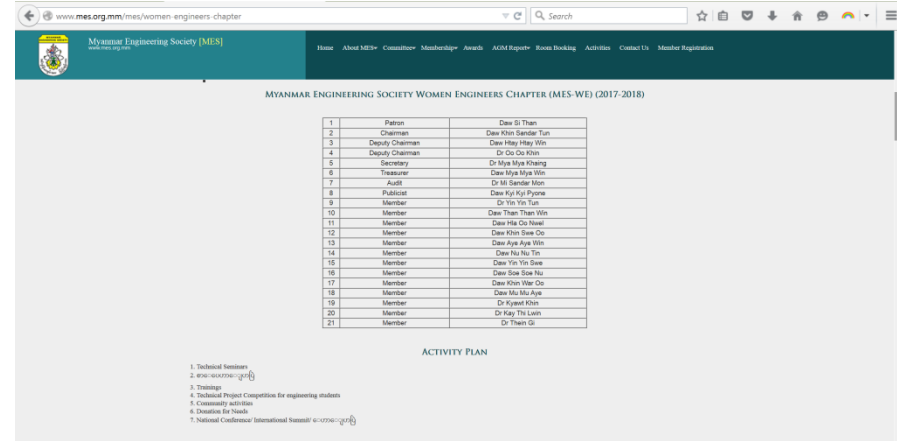 www.mes.org.mm/mes/women-engineers-chapter
Search
Myanmar Engineering Society [MES]
www.mes.org.mm
Home About MES Committee Membership Awards AGM Report Room Booking Activities Contact Us Member Registration
Myanmar Engineering Society Women Engineers Chapter (MES-WE) (2017-2018)
1 Patron Daw Si Than
2 Chairman Daw Khin Sandar Tun
3 Deputy Chairman Daw Htay Htay Win
4 Deputy Chairman Dr Oo Oo Khin
5 Secretary Dr Mya Mya Khaing
6 Treasurer Daw Mya Mya Win
7 Audit Dr Mi Sandar Mon
8 Publicist Daw Kyi Kyi Pyone
9 Member Dr Yin Yin Tun
10 Member Daw Than Than Win
11 Member Daw Hla Oo Nwel
12 Member Daw Khin Swe Oo
13 Member Daw Aye Aye Win
14 Member Daw Nu Nu Tin
15 Member Daw Yin Yin Swe
16 Member Daw Soe Soe Nu
17 Member Daw Khin War Oo
18 Member Daw Mu Mu Aye
19 Member Dr Kyawt Khin
20 Member Dr Kay Thi Lwin
21 Member Dr Thein Gi
Activity Plan
1. Technical Seminars
2.
3. Trainings
4. Technical Project Competition for engineering students
5. Community activities
6. Donation for Needs
7. National Conference/ International Summit/